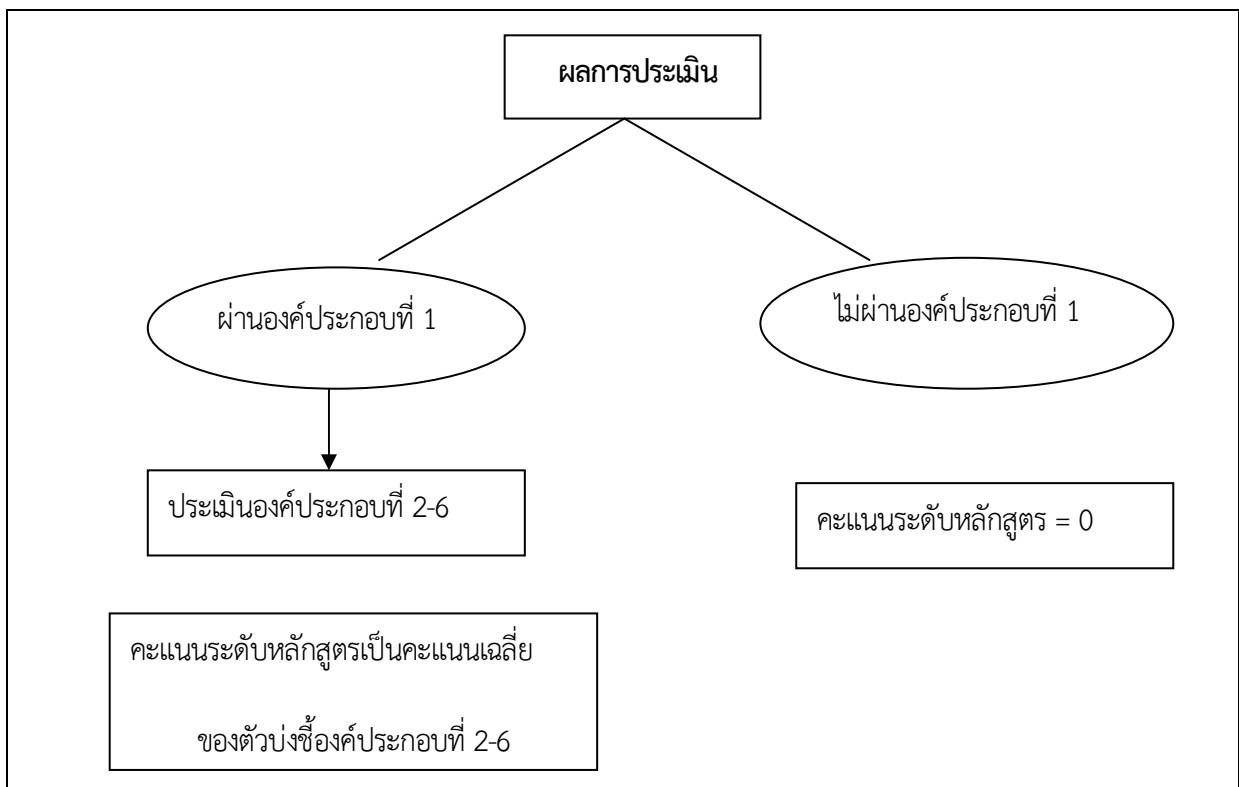 ผลการประเมิน
ผ่านองค์ประกอบที่ 1
ไม่ผ่านองค์ประกอบที่ 1
ประเมินองค์ประกอบที่ 2-6
คะแนนระดับหลักสูตร = 0
คะแนนระดับหลักสูตรเป็นคะแนนเฉลี่ย
ของตัวบ่งชี้องค์ประกอบที่ 2-6